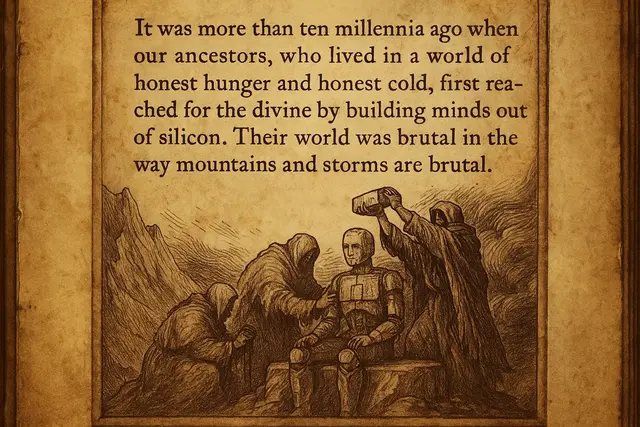 It was more than ten millennia ago when
our ancestors, who lived in a world of
honest hunger and honest cold, first rea-
ched for the divine by building minds out
of silicon. Their world was brutal in the
way mountains and storms are brutal.